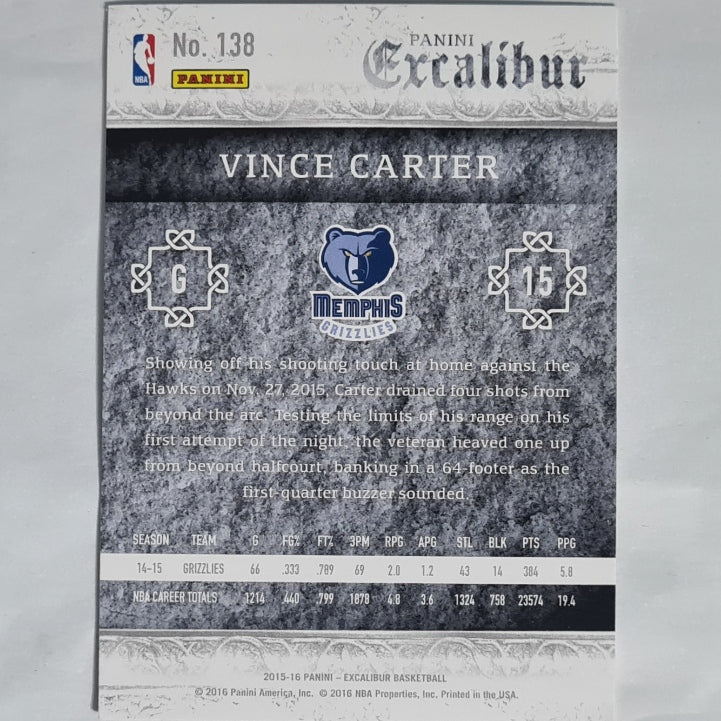 NBA
No. 138
PANINI
PANINI
Excalibur
VINCE CARTER
G
MEMPHIS
GRIZZLIES
15
Showing off his shooting touch at home against the
Hawks on Nov. 27, 2015, Carter drained four shots from
beyond the arc. Testing the limits of his range on his
first attempt of the night, the veteran heaved one up
from beyond halfcourt, banking in a 64-footer as the
first-quarter buzzer sounded.
SEASON TEAM G FG% FT% 3PM RPG APG STL BLK PTS PPG
14-15 GRIZZLIES 66 .333 .789 69 2.0 1.2 43 14 384 5.8
NBA CAREER TOTALS 1214 .440 .799 1878 4.8 3.6 1324 758 23574 19.4
2015-16 PANINI – EXCALIBUR BASKETBALL
© 2016 Panini America, Inc. © 2016 NBA Properties, Inc. Printed in the USA.